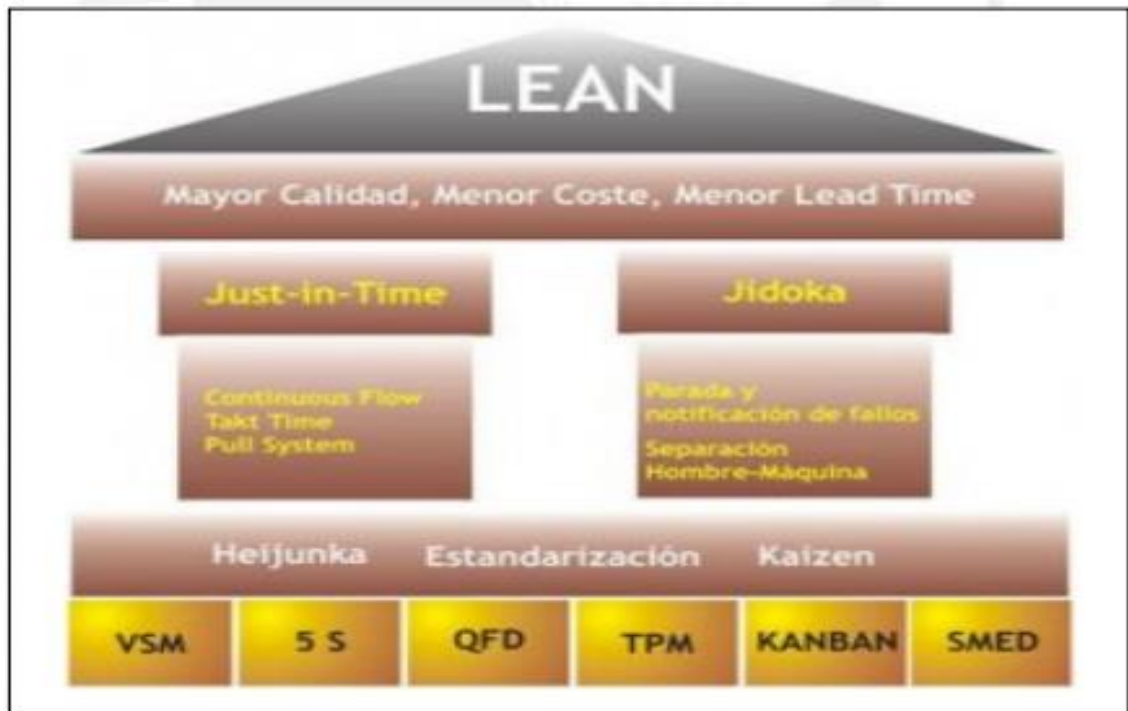 LEAN
Mayor Calidad, Menor Coste, Menor Lead Time
Just-in-Time
Jidoka
Continuous Flow
Takt Time
Pull System
Parada y
notificación de fallos
Separación
Hombre-Máquina
Heijunka Estandarización Kaizen
VSM 5 S QFD TPM KANBAN SMED